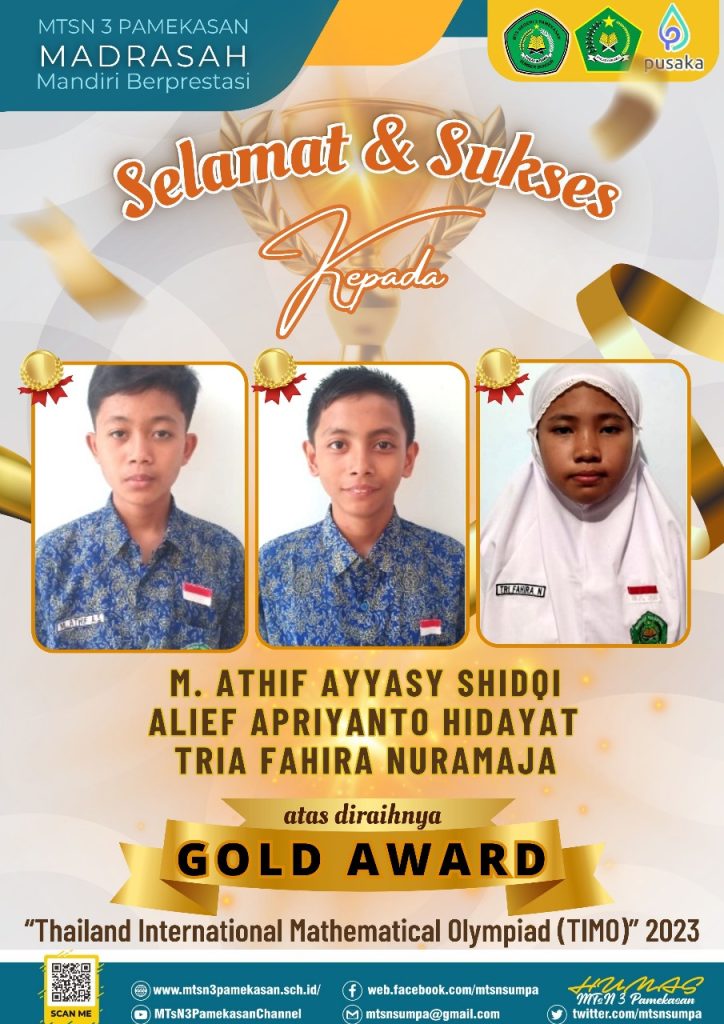 MTSN 3 PAMEKASAN
MADRASAH
Mandiri Berprestasi
pusaka
Selamat & Sukses
Kepada
TRI FAHIRA N
M. ATHIF AYYASY SHIDQI
ALIEF APRIYANTO HIDAYAT
TRIA FAHIRA NURAMAJA
atas diraihnya
GOLD AWARD
“Thailand International Mathematical Olympiad (TIMO)” 2023
SCAN ME
www.mtsn3pamekasan.sch.id/
web.facebook.com/mtsnsumpa
HUMAS
MTsN 3 Pamekasan
MTsN3PamekasanChannel
mtsnsumpa@gmail.com
twitter.com/mtsnsumpa